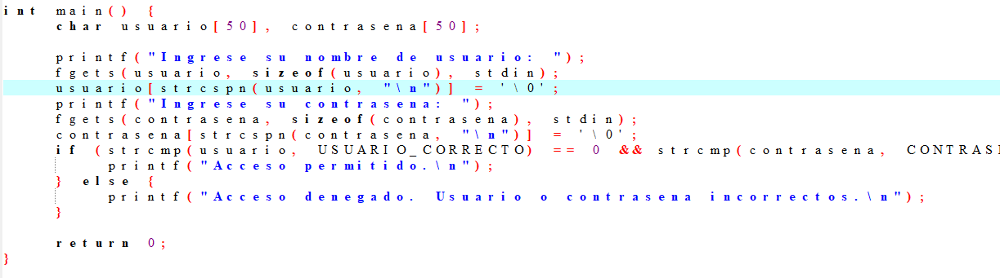 int main() {
char usuario[50], contrasena[50];
printf("Ingrese su nombre de usuario: ");
fgets(usuario, sizeof(usuario), stdin);
usuario[strcspn(usuario, "\n")] = '\0';
printf("Ingrese su contrasena: ");
fgets(contrasena, sizeof(contrasena), stdin);
contrasena[strcspn(contrasena, "\n")] = '\0';
if (strcmp(usuario, USUARIO_CORRECTO) == 0 && strcmp(contrasena, CONTRASE
printf("Acceso permitido.\n");
} else {
printf("Acceso denegado. Usuario o contrasena incorrectos.\n");
}
return 0;
}